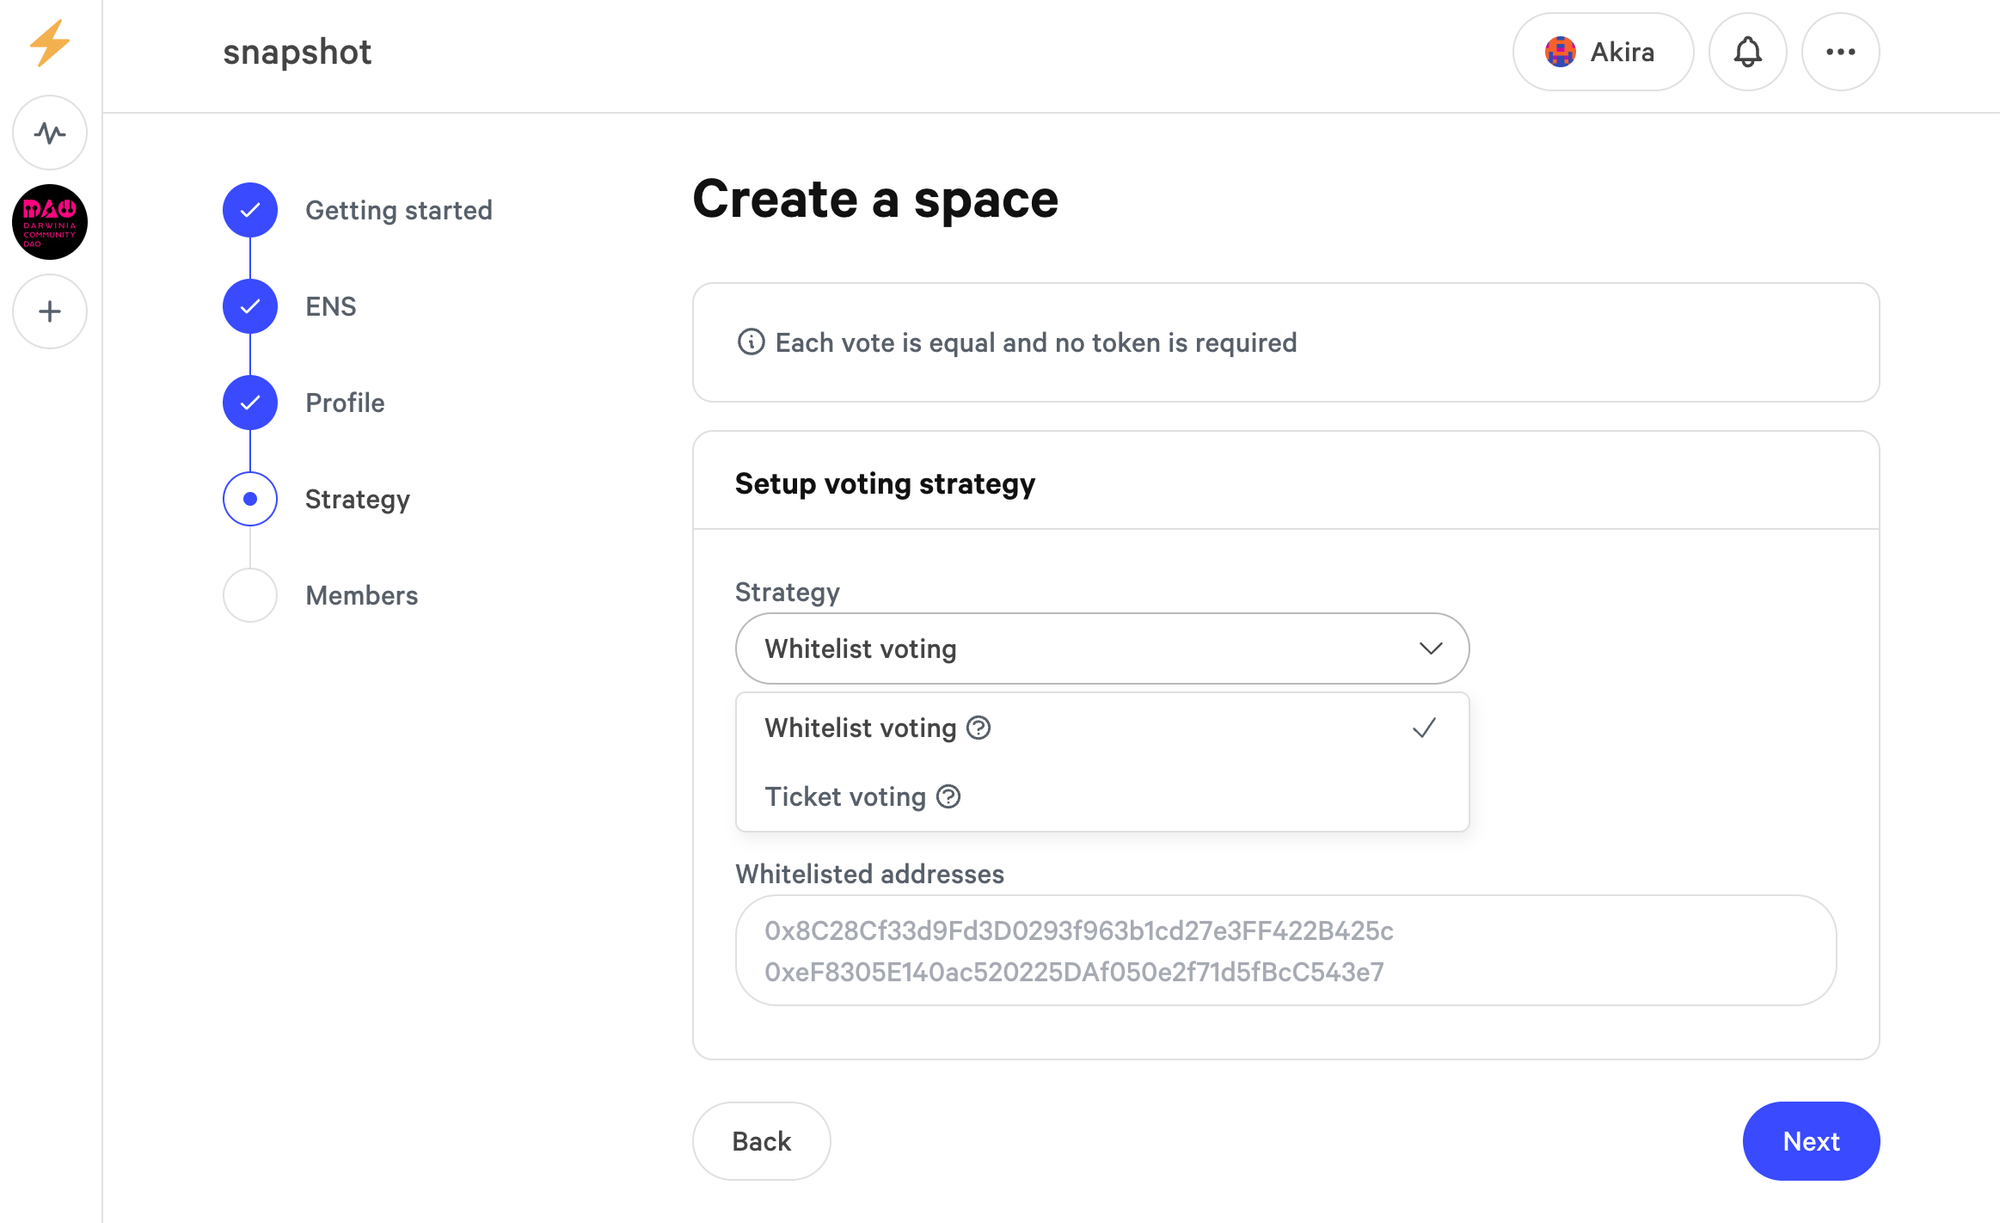 snapshot
Akira
DAO
DARWINIA
COMMUNITY
DAO
Getting started
ENS
Profile
Strategy
Members
Create a space
Each vote is equal and no token is required
Setup voting strategy
Strategy
Whitelist voting
Whitelist voting
Ticket voting
Whitelisted addresses
0x8C28Cf33d9Fd3D0293f963b1cd27e3FF422B425c
0xeF8305E140ac520225DAf050e2f71d5fBcC543e7
Back
Next